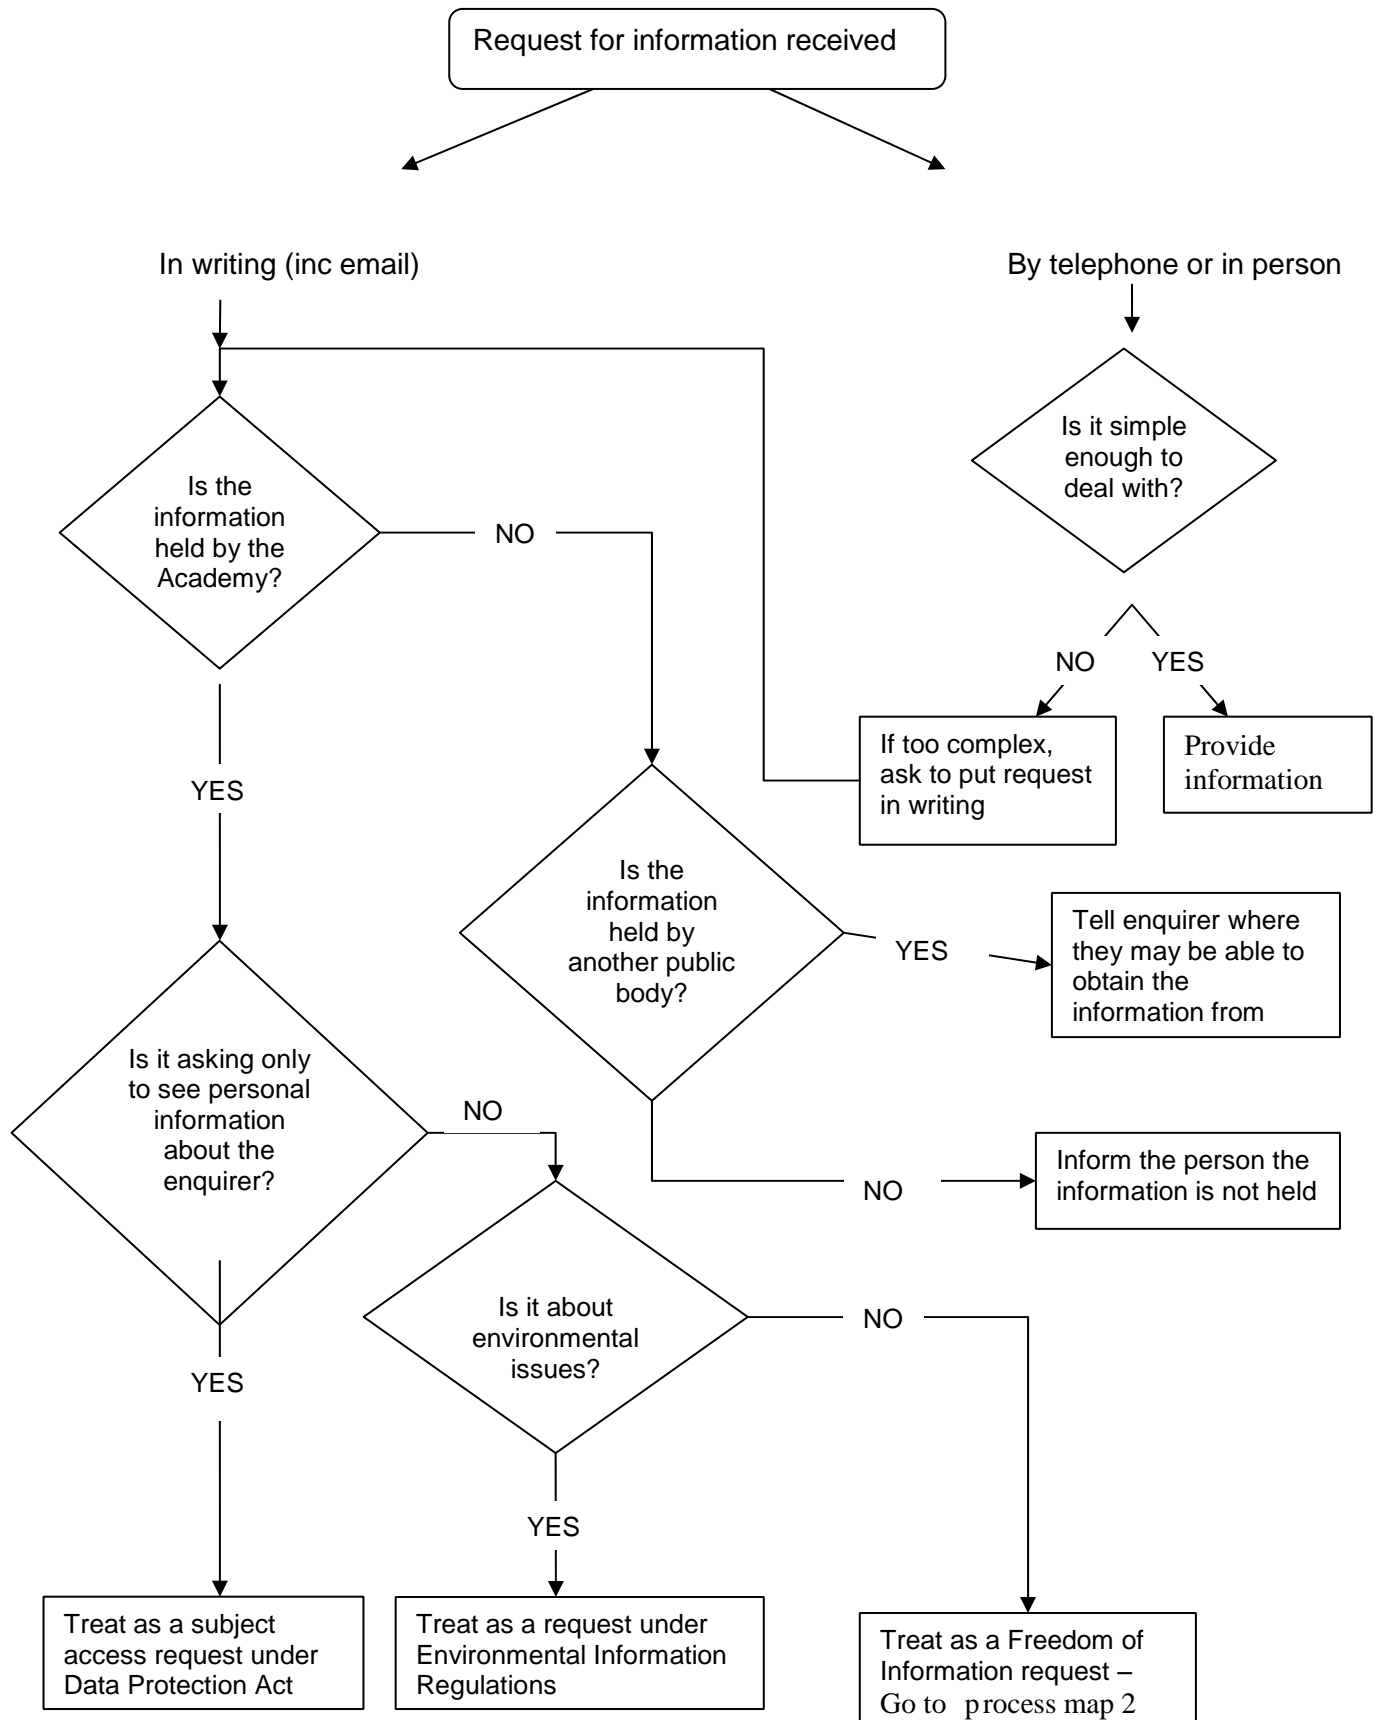 Request for information received
In writing (inc email)
By telephone or in person
Is it simple
enough to
deal with?
Is the
information
held by the
Academy?
NO
NO
YES
If too complex,
ask to put request
in writing
Provide
information
YES
Is the
information
held by
another public
body?
YES
Tell enquirer where
they may be able to
obtain the
information from
Is it asking only
to see personal
information
about the
enquirer?
NO
NO
Inform the person the
information is not held
Is it about
environmental
issues?
NO
YES
YES
Treat as a subject
access request under
Data Protection Act
Treat as a request under
Environmental Information
Regulations
Treat as a Freedom of
Information request –
Go to process map 2